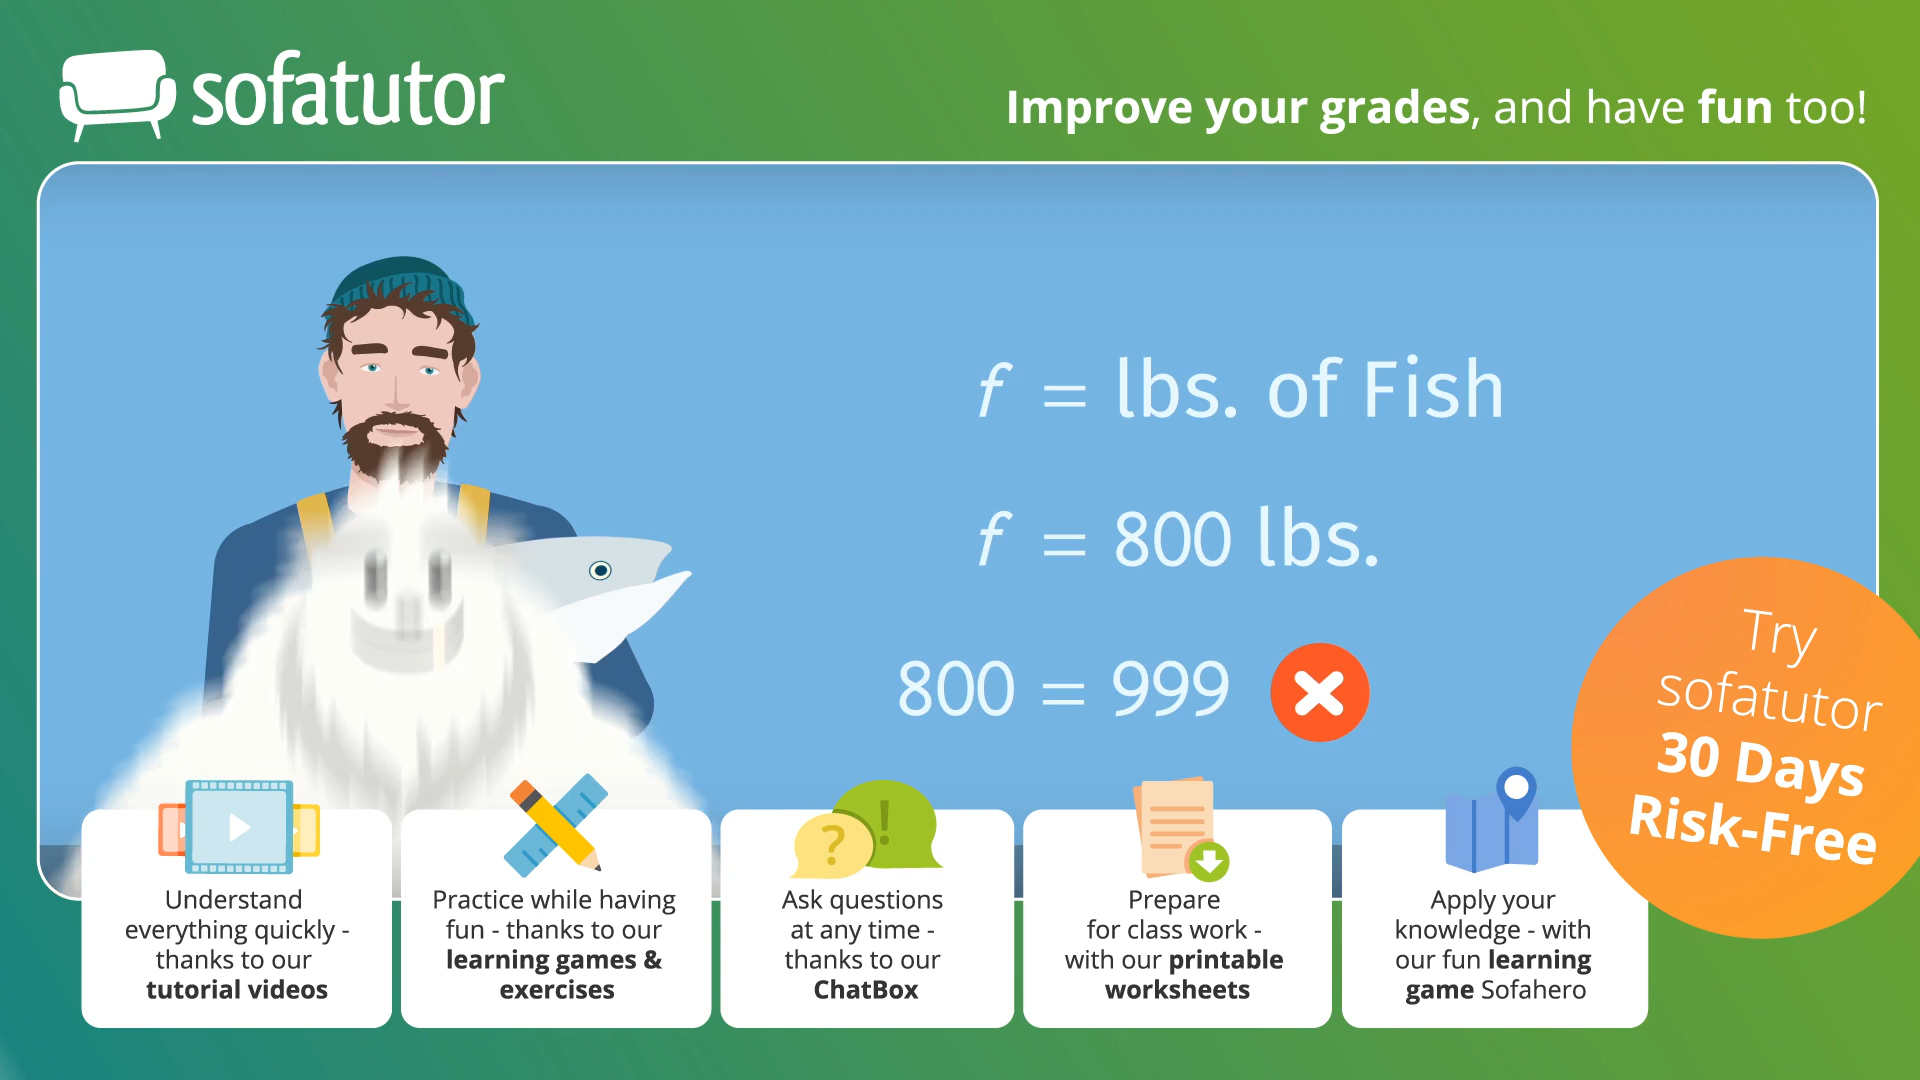 sofatutor
Improve your grades, and have fun too!
f = lbs. of Fish
f = 800 lbs.
800 = 999
Try
sofatutor
30 Days
Risk-Free
Understand
everything quickly -
thanks to our
tutorial videos
Practice while having
fun - thanks to our
learning games &
exercises
? !
Ask questions
at any time -
thanks to our
ChatBox
Prepare
for class work -
with our printable
worksheets
Apply your
knowledge - with
our fun learning
game Sofahero